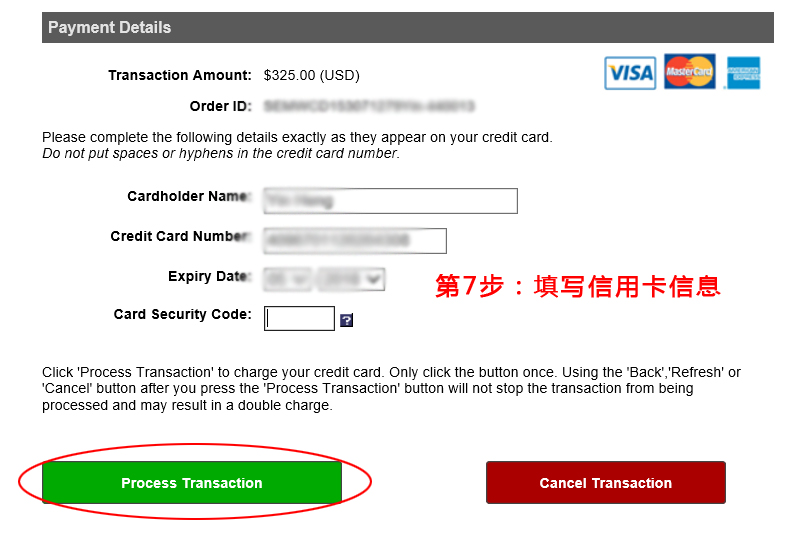 Payment Details
Transaction Amount: $325.00 (USD)
VISA MasterCard AMERICAN EXPRESS
Order ID:
Please complete the following details exactly as they appear on your credit card.
Do not put spaces or hyphens in the credit card number.
Cardholder Name:
Credit Card Number:
Expiry Date:
第7步：填写信用卡信息
Card Security Code: ?
Click 'Process Transaction' to charge your credit card. Only click the button once. Using the 'Back','Refresh' or
'Cancel' button after you press the 'Process Transaction' button will not stop the transaction from being
processed and may result in a double charge.
Process Transaction Cancel Transaction